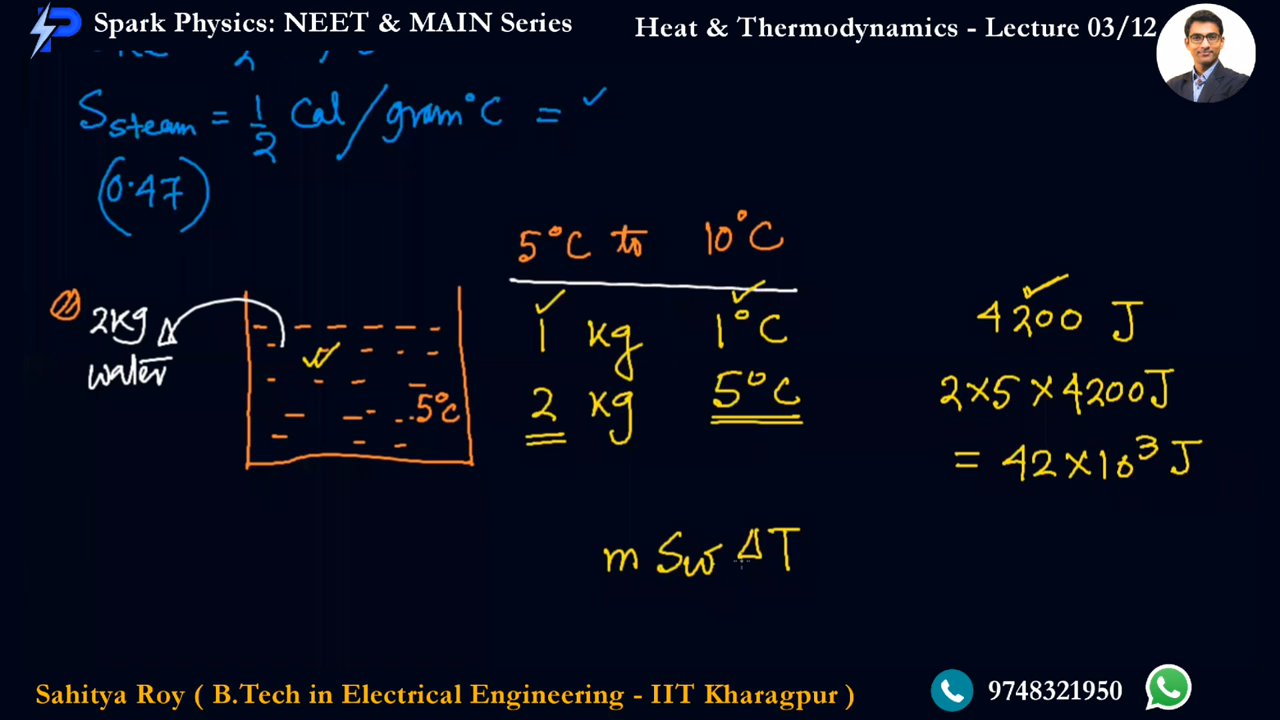 Spark Physics: NEET & MAIN Series
Heat & Thermodynamics - Lecture 03/12
S steam = 1/2 Cal/gram°C = ✓
(0.47)
5°C to 10°C
2kg water
5°C
1 kg 1°C 4200 J
2 kg 5°C 2×5×4200J
= 42×10³ J
m Sw ΔT
Sahitya Roy ( B.Tech in Electrical Engineering - IIT Kharagpur )
9748321950